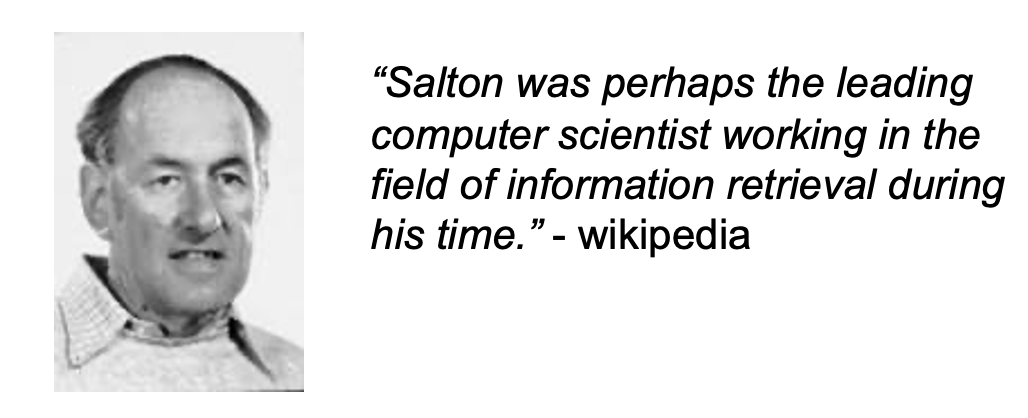 “Salton was perhaps the leading
computer scientist working in the
field of information retrieval during
his time.” - wikipedia